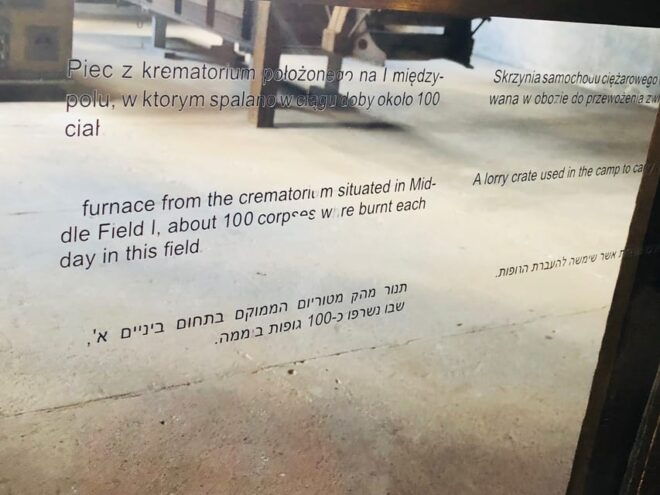 Piec z krematorium położonego na I między-
polu, w ktorym spalano w ciągu doby około 100
ciał
furnace from the crematorium situated in Mid-
dle Field I, about 100 corpses were burnt each
day in this field
תנור מהק מטוריום הממוקם בתחום ביניים א',
שבו נשרפו כ-100 גופות ביממה.
Skrzynia samochodu ciężarowego
wana w obozie do przewożenia
A lorry crate used in the camp to
אשר שימשה להעברת הגופות.